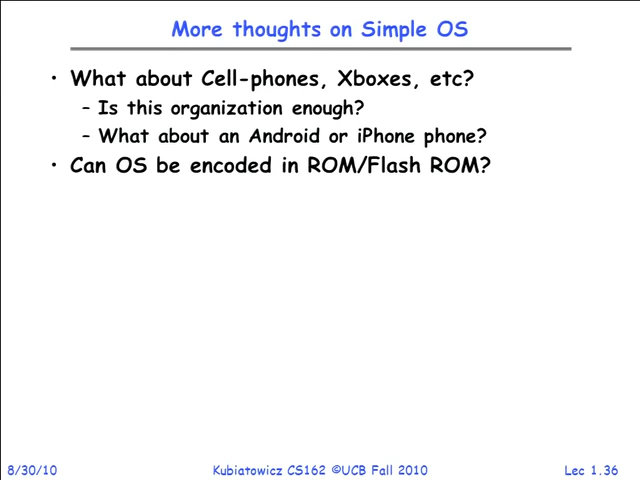 More thoughts on Simple OS
• What about Cell-phones, Xboxes, etc?
– Is this organization enough?
– What about an Android or iPhone phone?
• Can OS be encoded in ROM/Flash ROM?
8/30/10 Kubiatowicz CS162 ©UCB Fall 2010 Lec 1.36